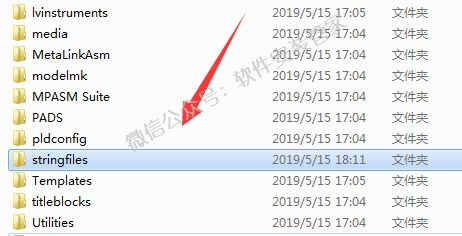 lvinstruments 2019/5/15 17:05 文件夹
media 2019/5/15 17:04 文件夹
MetaLinkAsm 2019/5/15 17:04 文件夹
modelmk 2019/5/15 17:04 文件夹
MPASM Suite 2019/5/15 17:04 文件夹
PADS 2019/5/15 17:04 文件夹
pldconfig 2019/5/15 17:04 文件夹
stringfiles 2019/5/15 18:11 文件夹
Templates 2019/5/15 17:05 文件夹
titleblocks 2019/5/15 17:04 文件夹
Utilities 2019/5/15 17:04 文件夹
微信公众号：软件安装管家